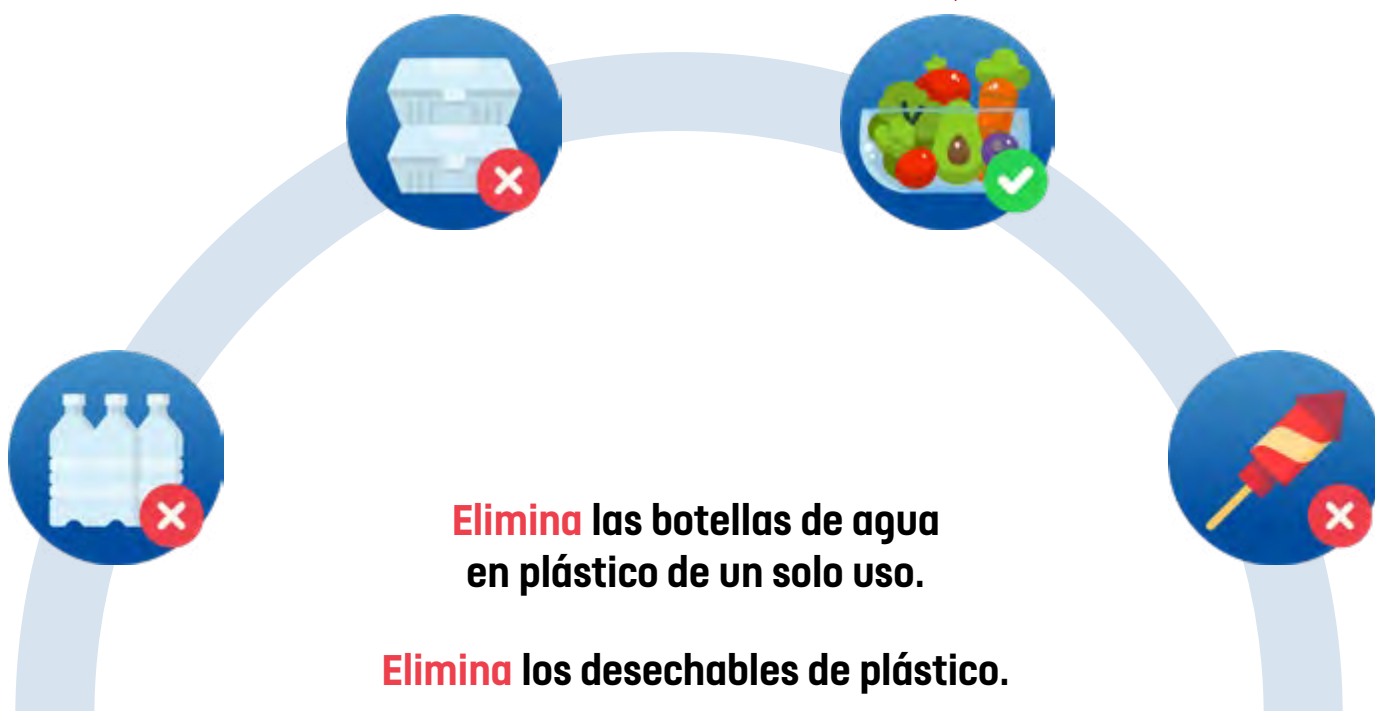 Elimina las botellas de agua
en plástico de un solo uso.
Elimina los desechables de plástico.